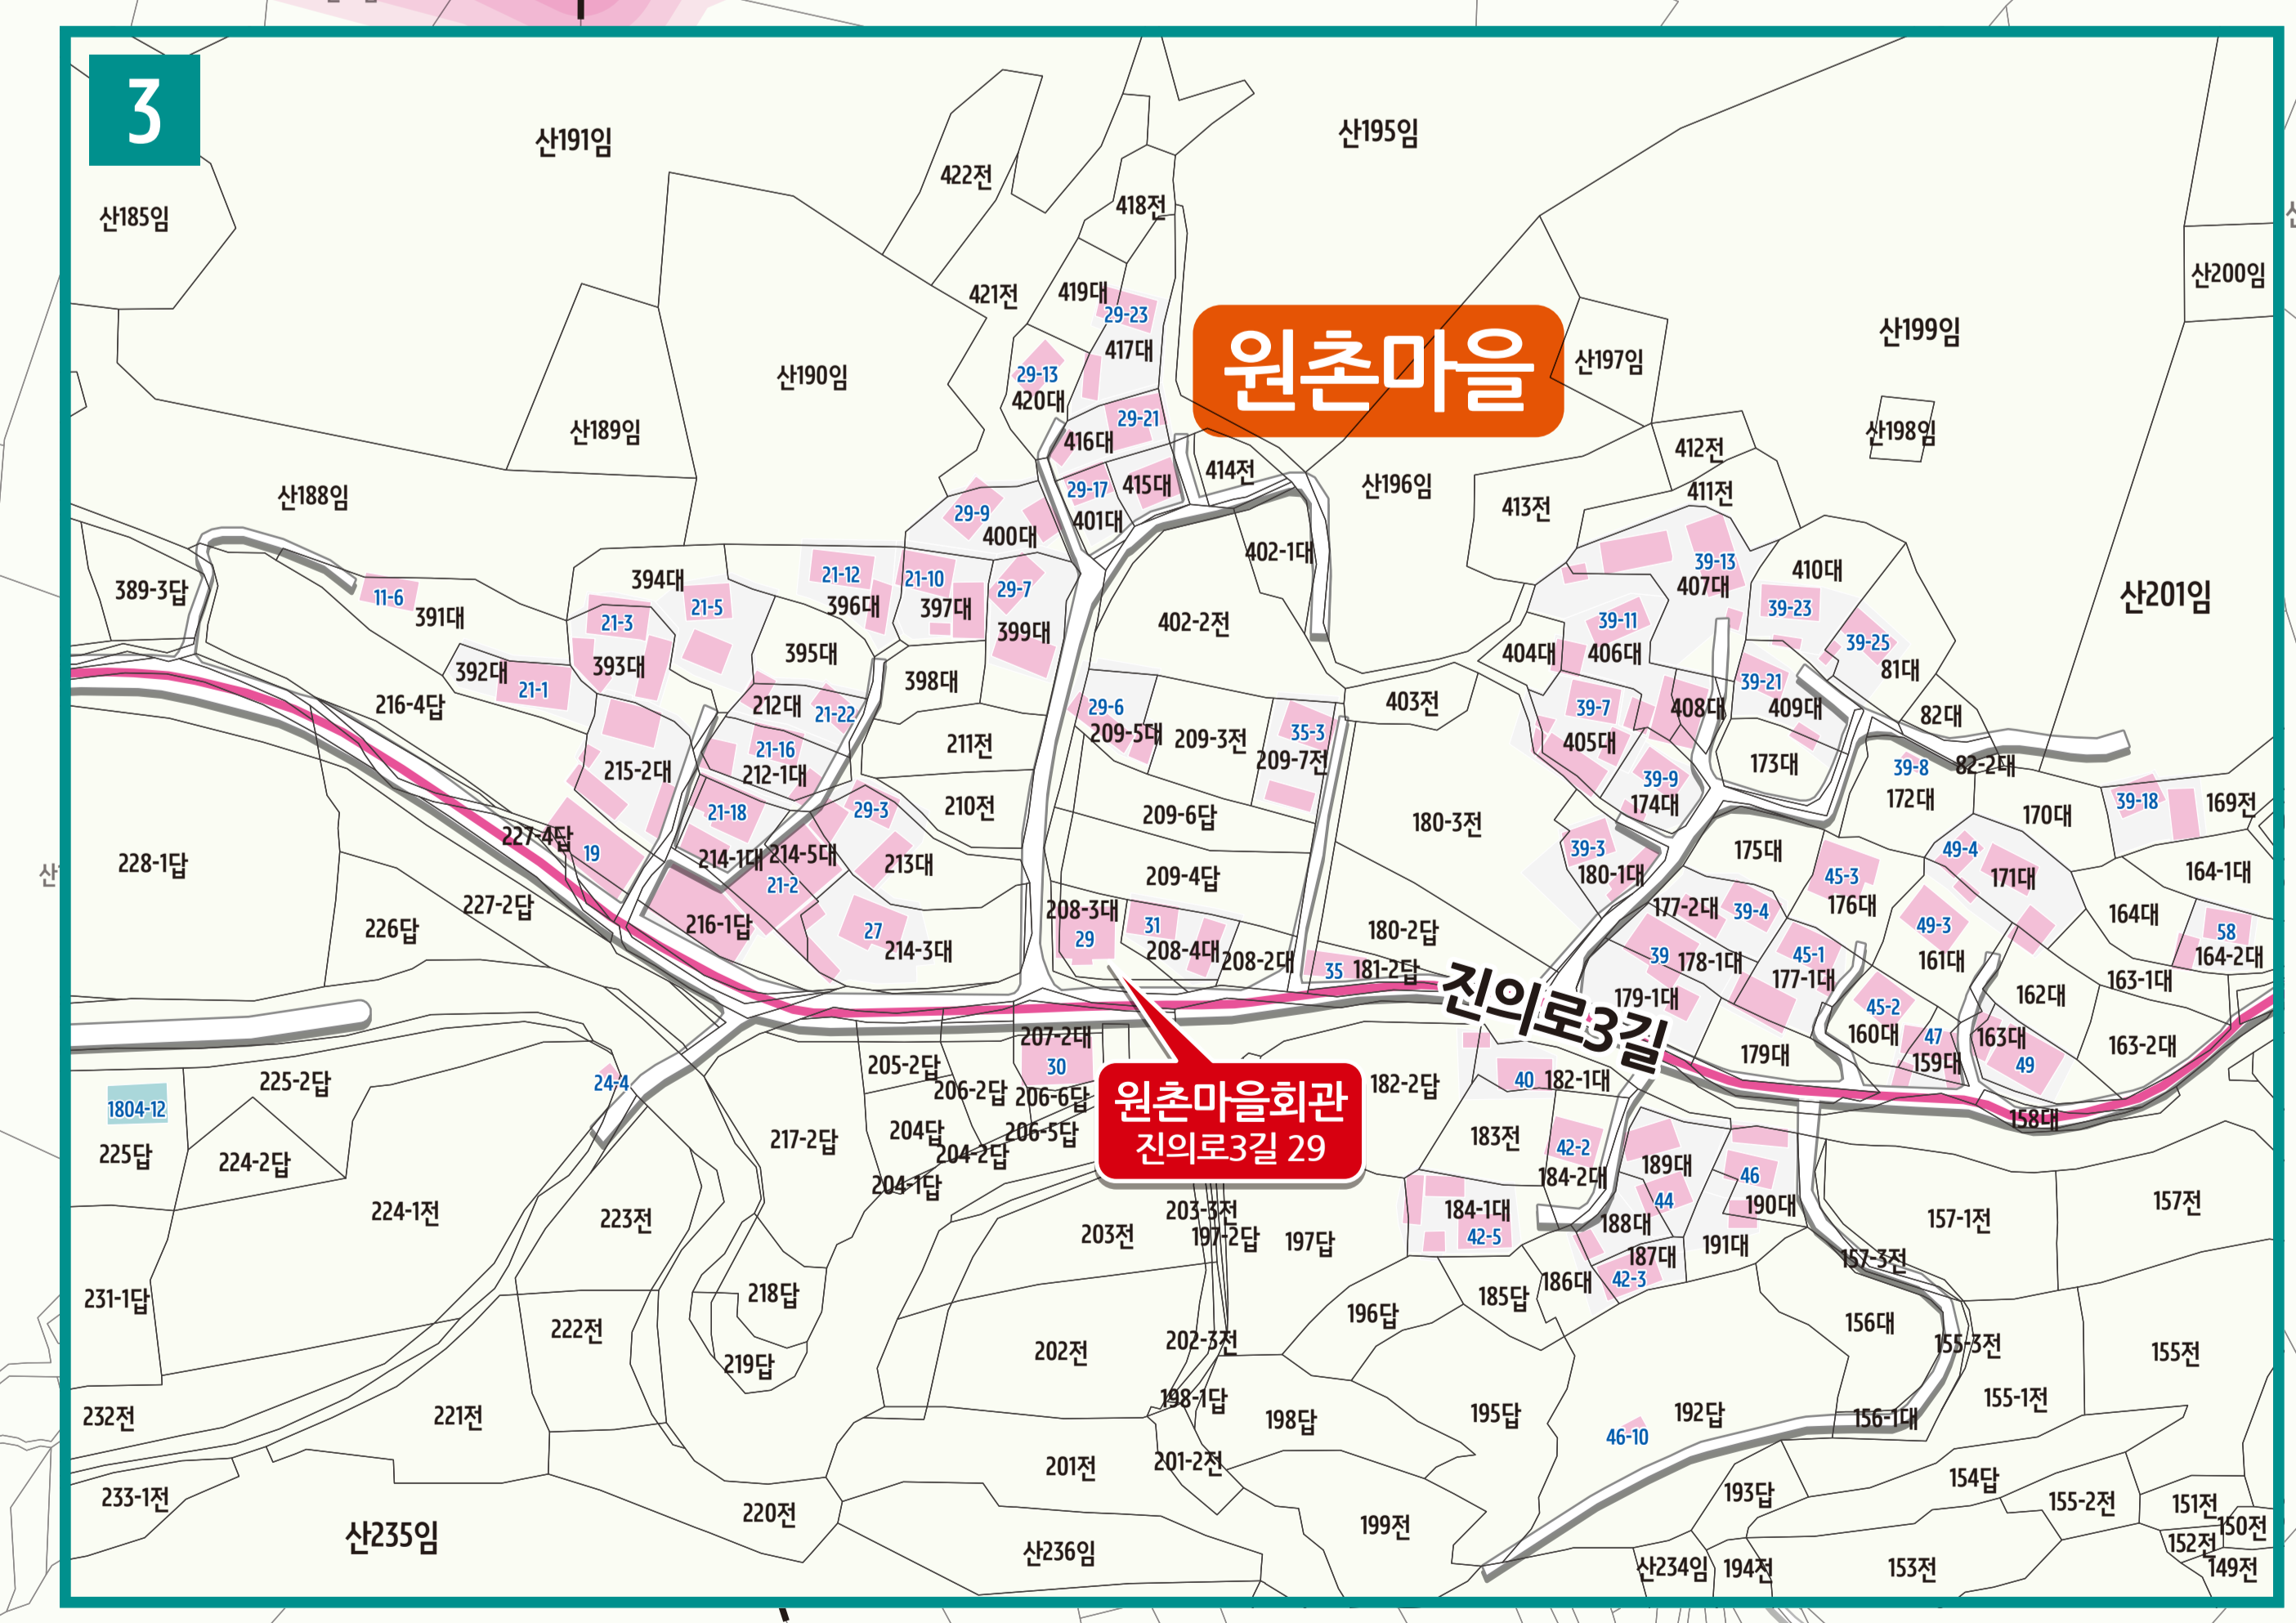 3
산191임
산195임
422전
418전
산185임
산200임
421전
419대
29-23
산199임
417대
원촌마을
산197임
29-13
산190임
420대
29-21
산189임
416대
산198임
412전
414전
415대
29-17
산196임
411전
산188임
413전
29-9
401대
400대
402-1대
39-13
410대
394대
21-12
21-10
389-3답
407대
29-7
11-6
산201임
21-5
396대
397대
39-23
391대
21-3
39-11
402-2전
399대
39-25
395대
404대
406대
393대
392대
81대
398대
39-21
21-1
403전
216-4답
212대
29-6
39-7
408대
409대
21-22
82대
209-5대
35-3
211전
209-3전
405대
21-16
209-7전
173대
39-8
82-2대
215-2대
212-1대
39-9
172대
39-18
174대
169전
210전
29-3
170대
21-18
209-6답
180-3전
227-4답
39-3
175대
49-4
19
214-1대
214-5대
228-1답
213대
164-1대
209-4답
180-1대
45-3
171대
21-2
176대
227-2답
177-2대
39-4
208-3대
164대
216-1답
31
49-3
226답
27
180-2답
58
29
214-3대
208-4대
39
45-1
164-2대
208-2대
178-1대
161대
35
181-2답
177-1대
163-1대
진의로3길
179-1대
162대
45-2
207-2대
160대
47
163대
163-2대
205-2답
179대
30
159대
49
24-4
225-2답
182-2답
40
182-1대
206-2답
206-6답
원촌마을회관
진의로3길 29
1804-12
158대
204답
206-5답
217-2답
183전
42-2
225답
204-2답
224-2답
189대
46
184-2대
204-1답
44
190대
157전
224-1전
203-3전
184-1대
223전
188대
157-1전
203전
197-2답
197답
42-5
191대
187대
157-3전
42-3
186대
218답
231-1답
185답
196답
156대
222전
202-3전
155-3전
202전
155전
219답
198-1답
155-1전
232전
221전
198답
195답
192답
156-1대
46-10
201전
201-2전
154답
193답
233-1전
155-2전
151전
220전
199전
150전
산235임
152전
산236임
산234임
194전
153전
149전